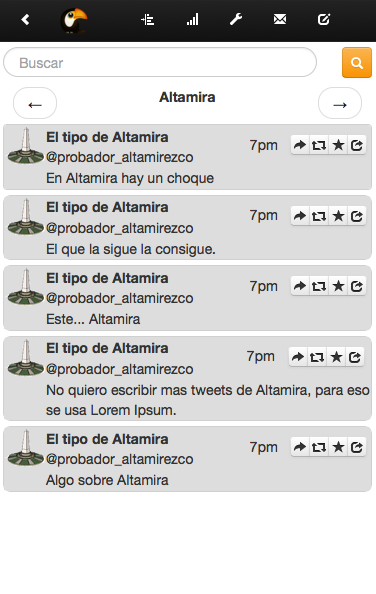 Buscar
← Altamira →
El tipo de Altamira 7pm
@probador_altamirezco
En Altamira hay un choque
El tipo de Altamira 7pm
@probador_altamirezco
El que la sigue la consigue.
El tipo de Altamira 7pm
@probador_altamirezco
Este... Altamira
El tipo de Altamira 7pm
@probador_altamirezco
No quiero escribir mas tweets de Altamira, para eso
se usa Lorem Ipsum.
El tipo de Altamira 7pm
@probador_altamirezco
Algo sobre Altamira